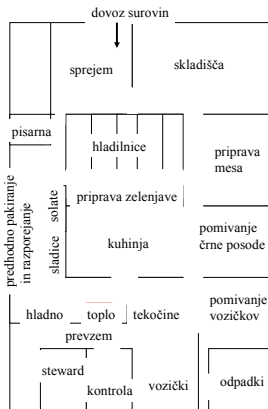 dovoz surovin
sprejem
skladišča
pisarna
hladilnice
priprava
mesa
predhodno pakiranje
in razporejanje
solate
priprava zelenjave
sladice
kuhinja
pomivanje
črne posode
pomivanje
vozičkov
hladno
toplo
tekočine
prevzem
steward
kontrola
vozički
odpadki